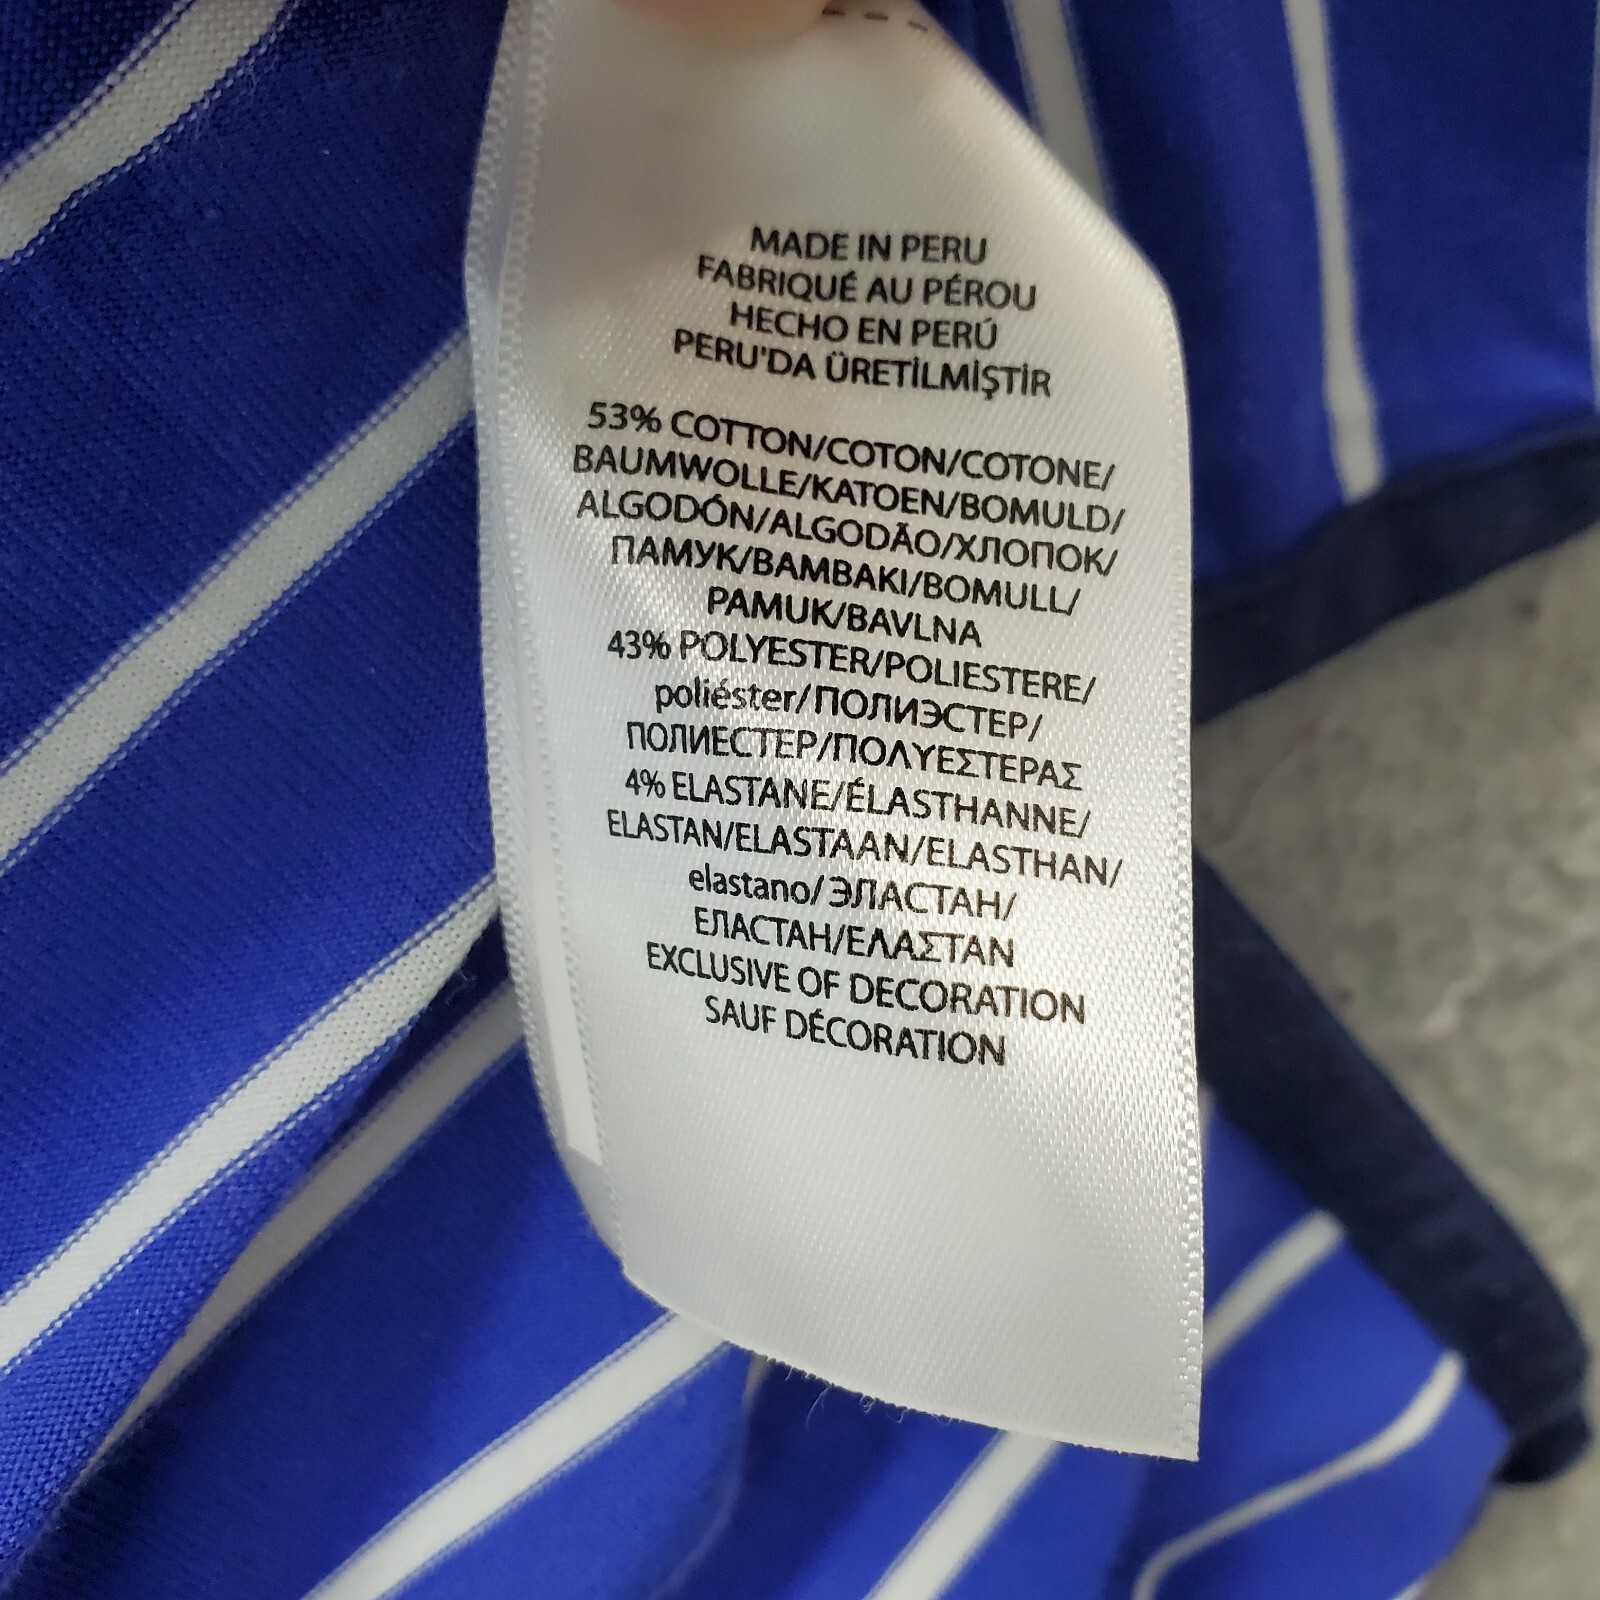 MADE IN PERU
FABRIQUÉ AU PÉROU
HECHO EN PERÚ
PERU'DA ÜRETİLMİŞTİR
53% COTTON/COTON/COTONE/
BAUMWOLLE/KATOEN/BOMULD/
ALGODÓN/ALGODÃO/ХЛОПОК/
ПАМУК/BAMBAKI/BOMULL/
PAMUK/BAVLNA
43% POLYESTER/POLIESTERE/
poliéster/ПОЛИЭСТЕР/
ПОЛИЕСТЕР/ΠΟΛΥΕΣΤΕΡΑΣ
4% ELASTANE/ÉLASTHANNE/
ELASTAN/ELASTAAN/ELASTHAN/
elastano/ЭЛАСТАН/
ЕЛАСТАН/ΕΛΑΣΤΑΝ
EXCLUSIVE OF DECORATION
SAUF DÉCORATION